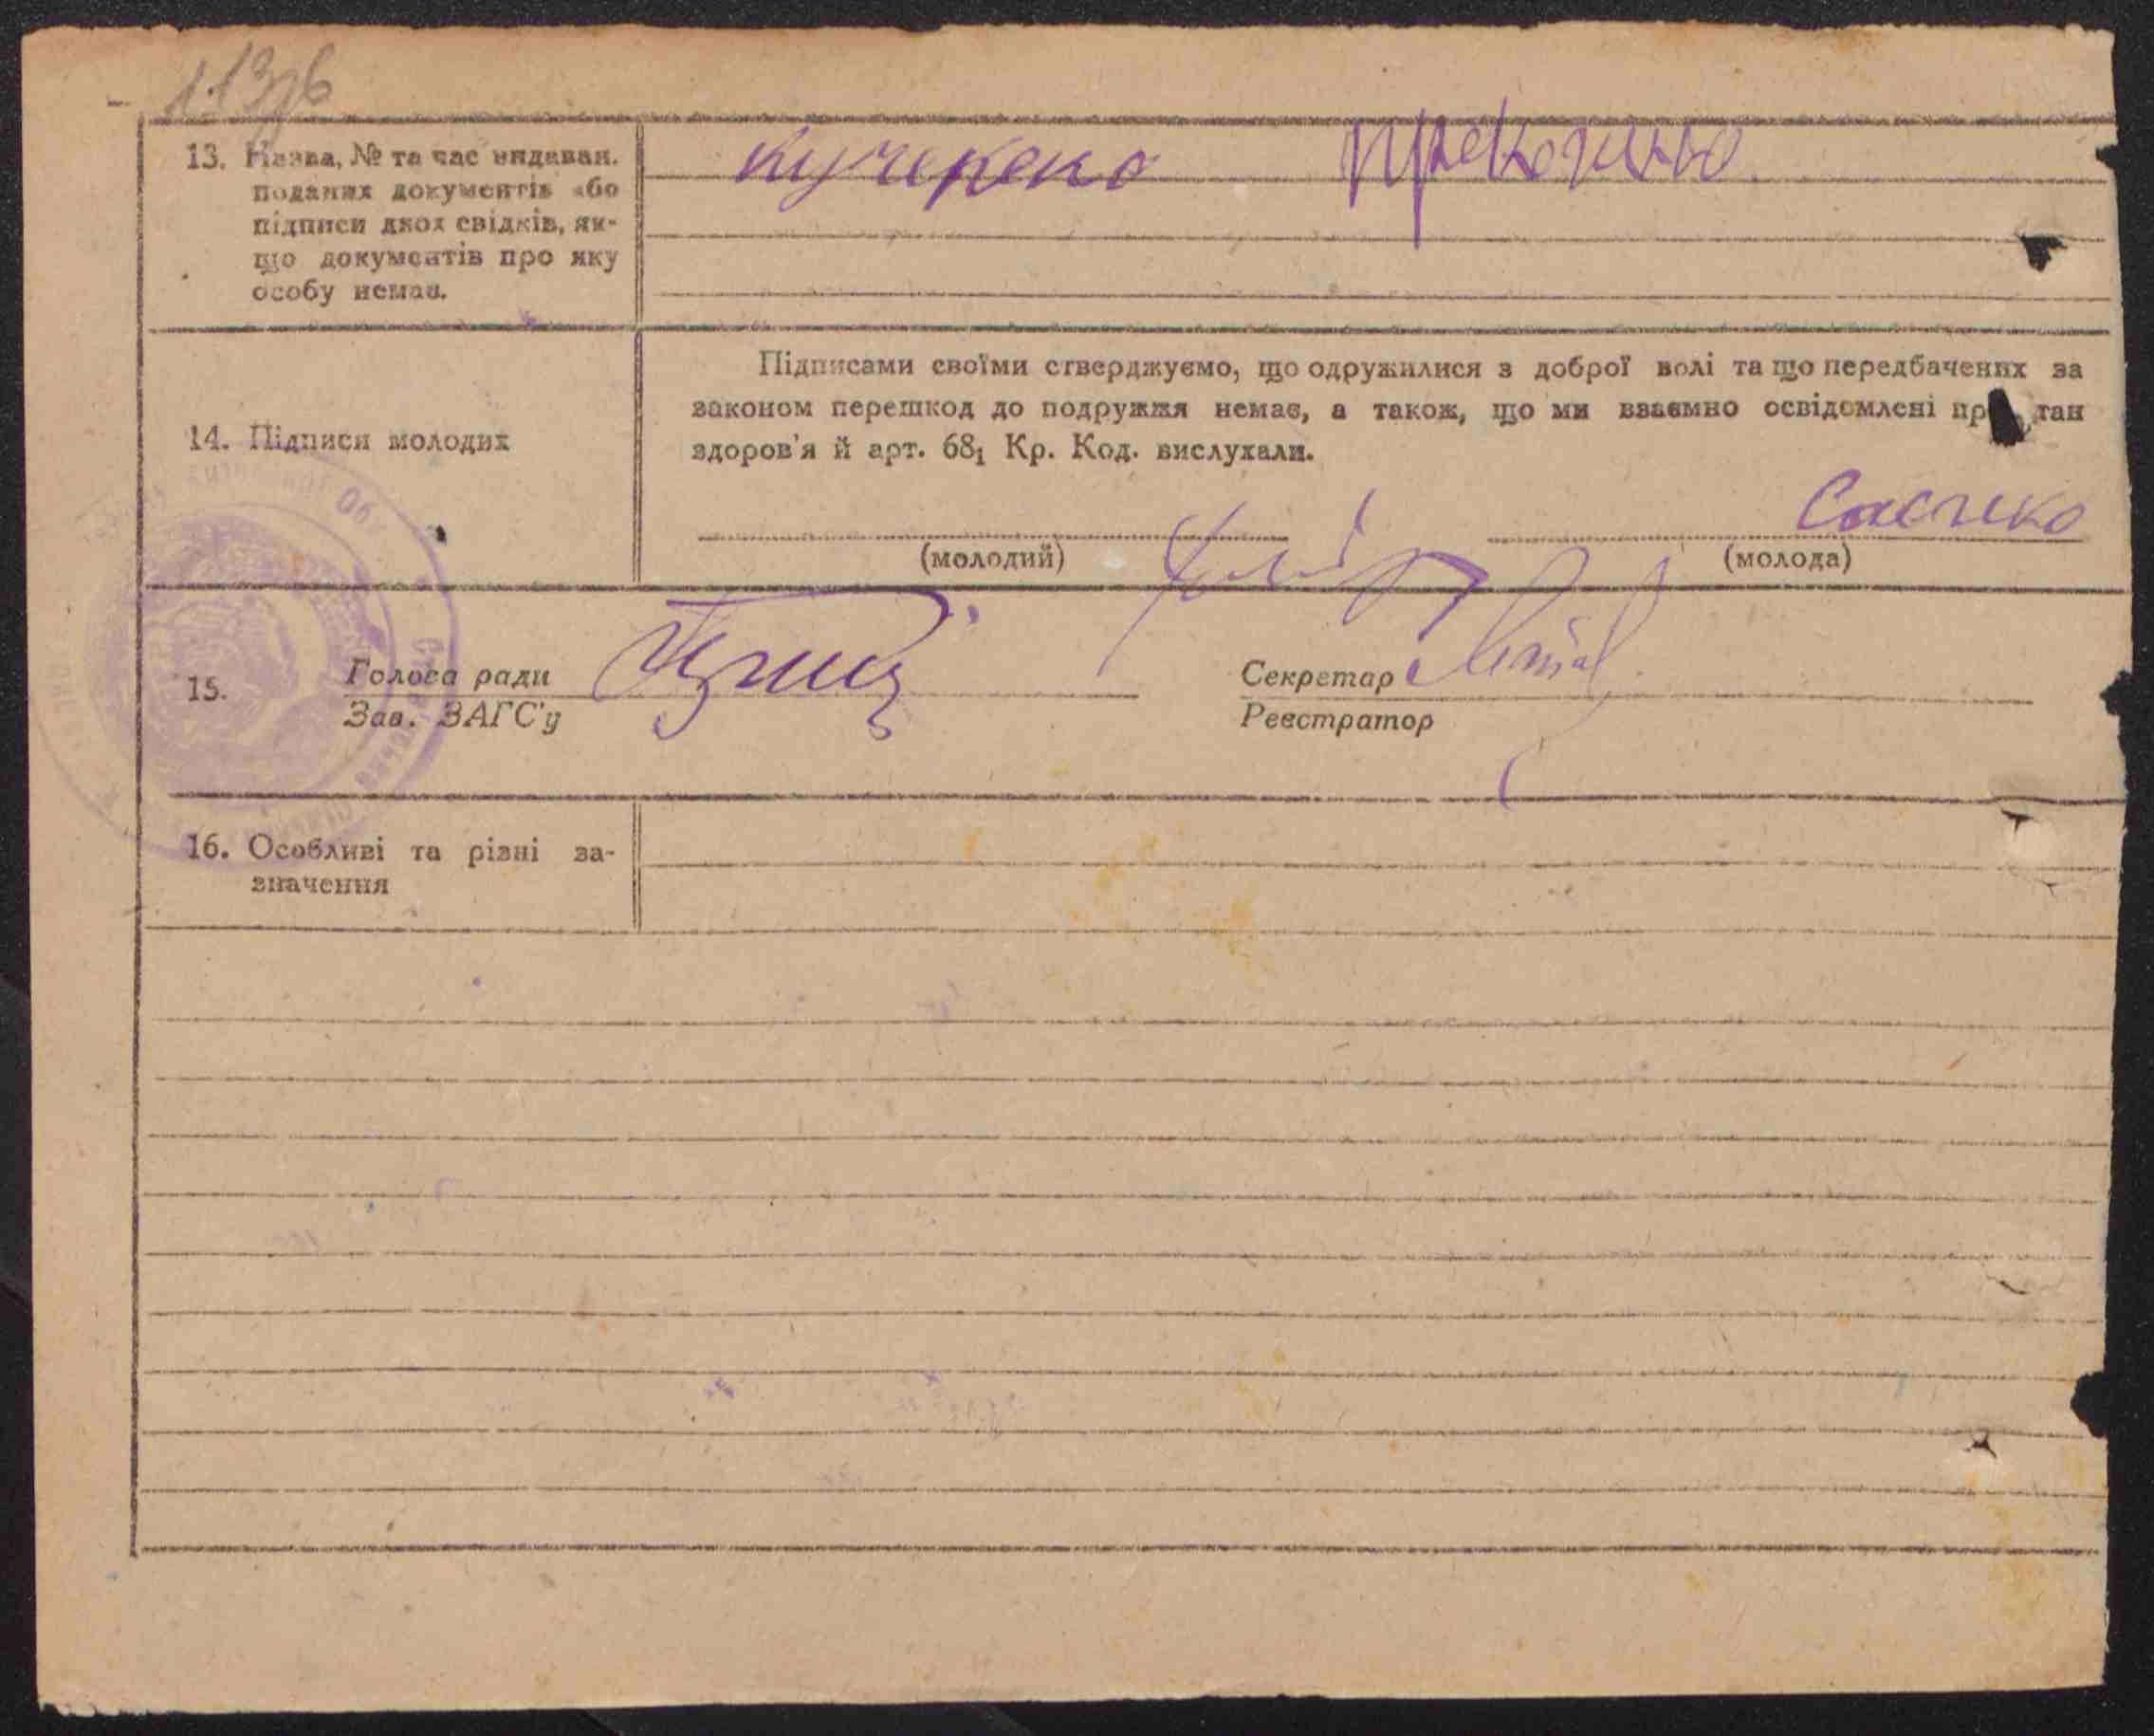 113об
13. Назва, № та час видаван.
поданих документів або
підписи двох свідків, як-
що документів про яку
особу немає.
кучеренко
14. Підписи молодих
Підписами своїми стверджуємо, що одружилися з доброї волі та що передбачених за
законом перешкод до подружжя немає, а також, що ми взаємно освідомлені про стан
здоров'я й арт. 68₁ Кр. Код. вислухали.
(молодий)
(молода)
15.
Голова ради
Зав. ЗАГС'у
Секретар
Реєстратор
16. Особливі та різні за-
значення